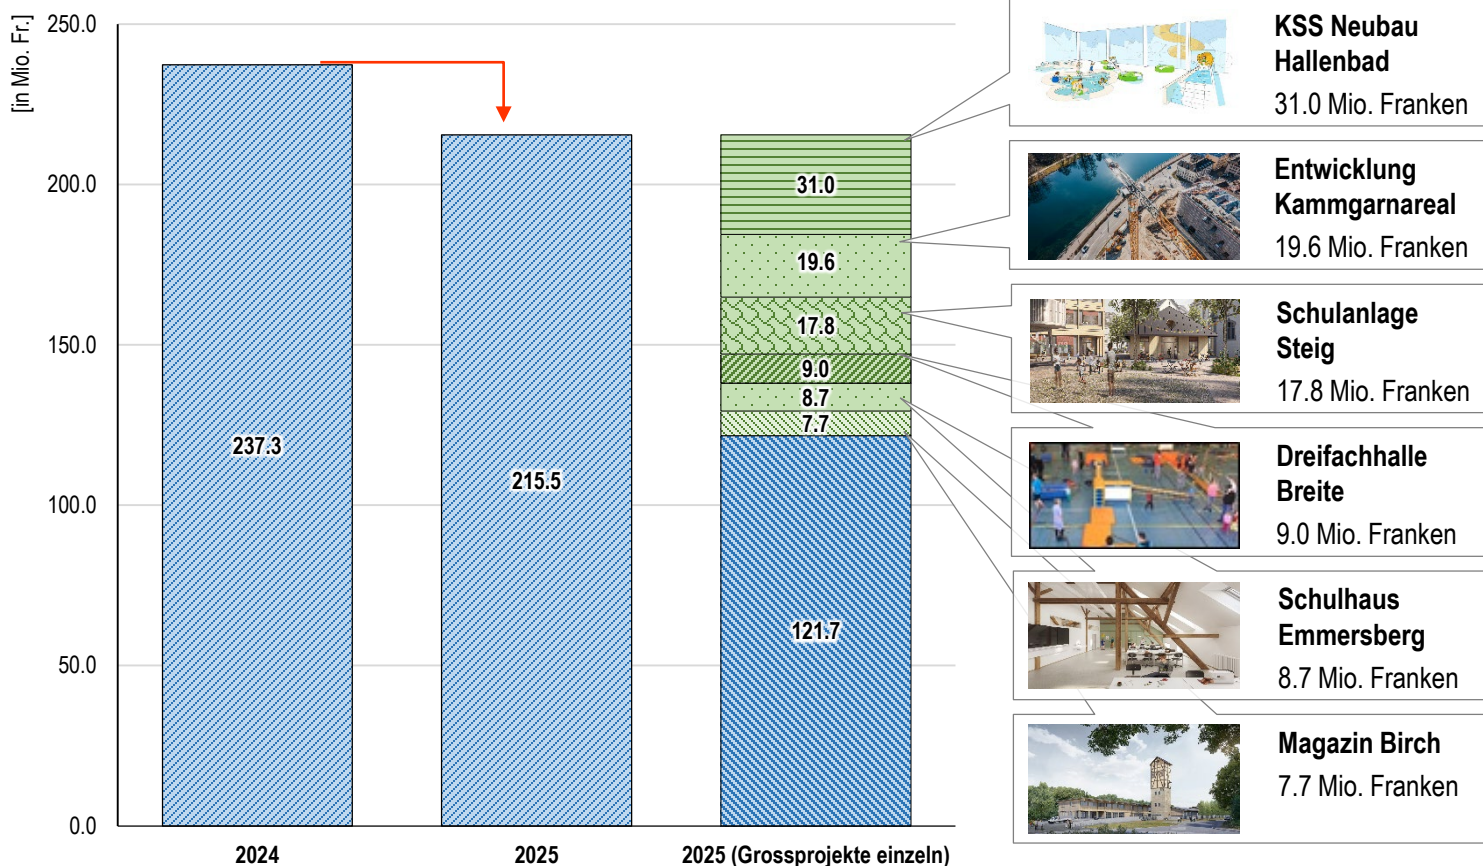 [in Mio. Fr.]
250.0
200.0
150.0
100.0
50.0
0.0
237.3
215.5
31.0
19.6
17.8
9.0
8.7
7.7
121.7
2024
2025
2025 (Grossprojekte einzeln)
KSS Neubau
Hallenbad
31.0 Mio. Franken
Entwicklung
Kammgarnareal
19.6 Mio. Franken
Schulanlage
Steig
17.8 Mio. Franken
Dreifachhalle
Breite
9.0 Mio. Franken
Schulhaus
Emmersberg
8.7 Mio. Franken
Magazin Birch
7.7 Mio. Franken